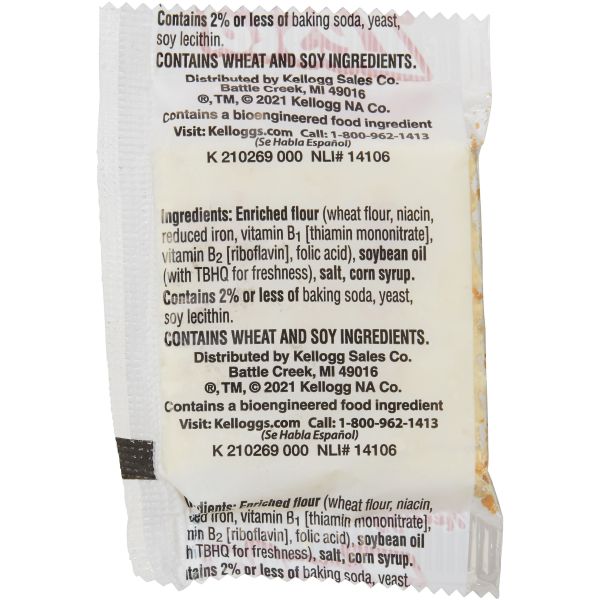 Contains 2% or less of baking soda, yeast,
soy lecithin.
CONTAINS WHEAT AND SOY INGREDIENTS.
Distributed by Kellogg Sales Co.
Battle Creek, MI 49016
®, TM, © 2021 Kellogg NA Co.
Contains a bioengineered food ingredient
Visit: Kelloggs.com Call: 1-800-962-1413
(Se Habla Español)
K 210269 000 NLI# 14106
Ingredients: Enriched flour (wheat flour, niacin,
reduced iron, vitamin B1 [thiamin mononitrate],
vitamin B2 [riboflavin], folic acid), soybean oil
(with TBHQ for freshness), salt, corn syrup.
Contains 2% or less of baking soda, yeast,
soy lecithin.
CONTAINS WHEAT AND SOY INGREDIENTS.
Distributed by Kellogg Sales Co.
Battle Creek, MI 49016
®, TM, © 2021 Kellogg NA Co.
Contains a bioengineered food ingredient
Visit: Kelloggs.com Call: 1-800-962-1413
(Se Habla Español)
K 210269 000 NLI# 14106
Enriched flour (wheat flour, niacin,
iron, vitamin B1 [thiamin mononitrate],
B2 [riboflavin], folic acid), soybean oil
TBHQ for freshness), salt, corn syrup.
2% or less of baking soda, yeast,